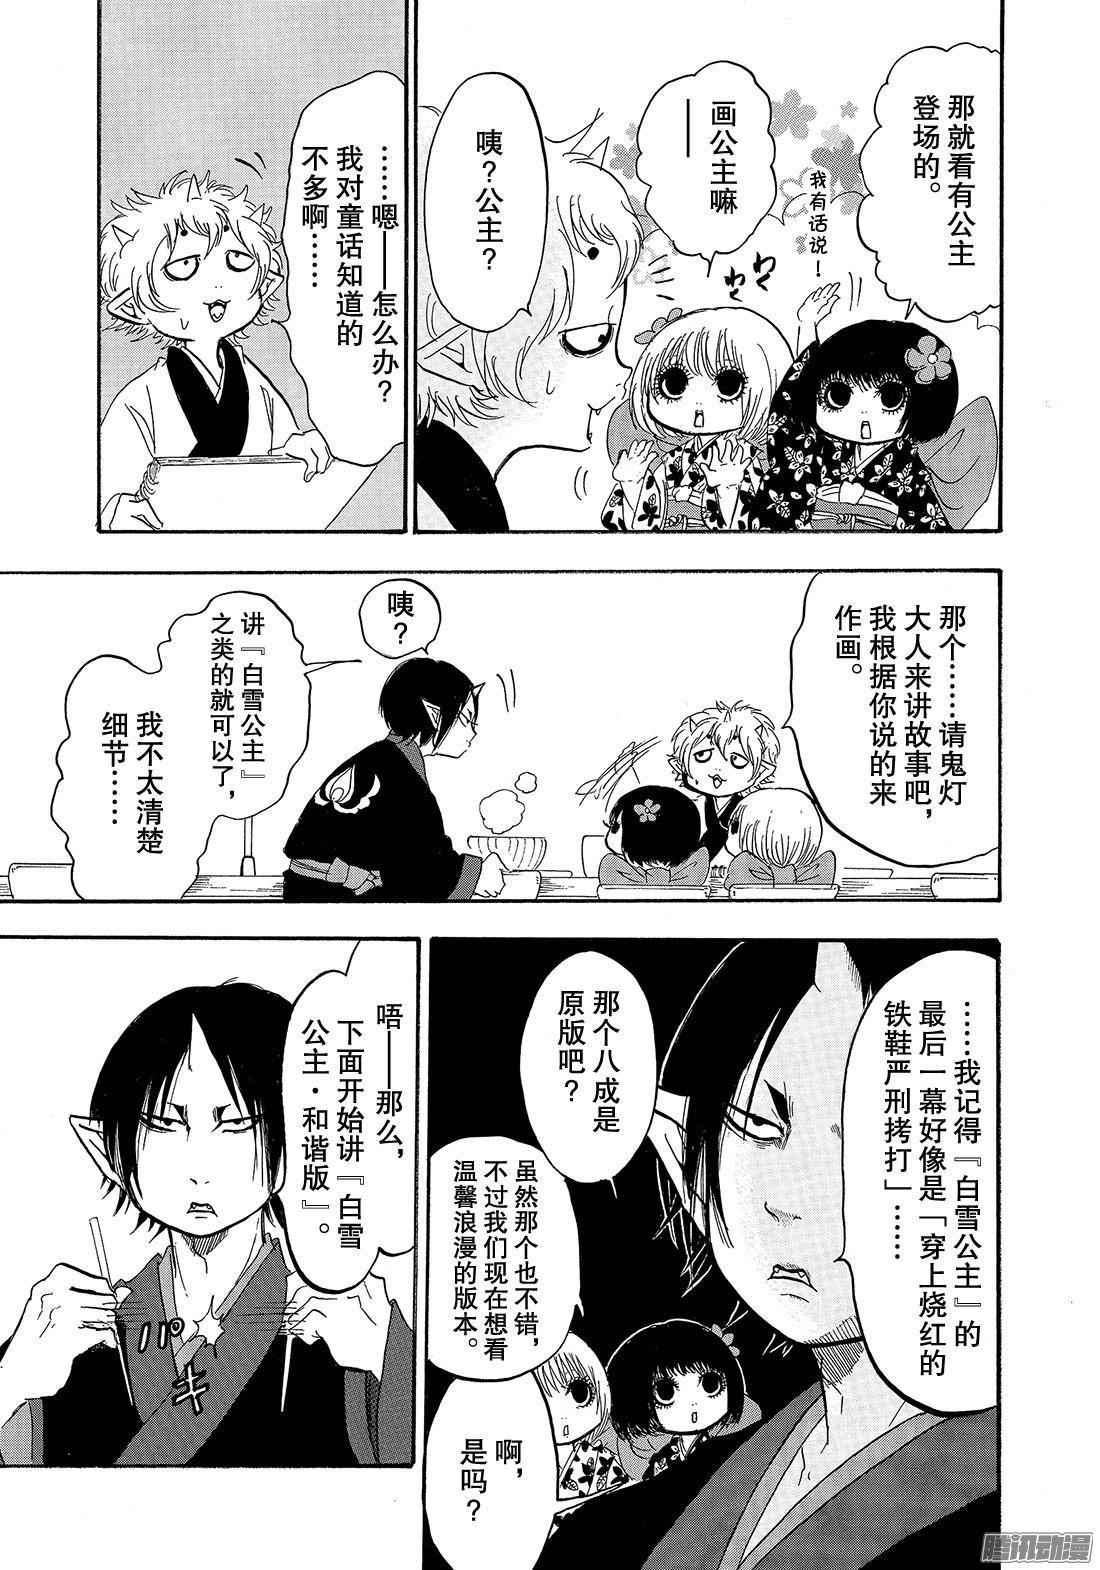 那就看有公主
登场的。
我有话说！
画公主嘛
——
わ
わ
咦？公主？
……嗯——怎么办？
我对童话知道的
不多啊……
那个……请鬼灯
大人来讲故事吧，
我根据你说的来
作画。
咦？
讲『白雪公主』
之类的就可以了，
我不太清楚
细节……
……我记得『白雪公主』的
最后一幕好像是「穿上烧红的
铁鞋严刑拷打」……
那个八成是
原版吧？
虽然那个也不错，
不过我们现在想看
温馨浪漫的版本。
啊，
是吗？
唔——那么，
下面开始讲『白雪
公主·和谐版』。
パキ
腾讯动漫